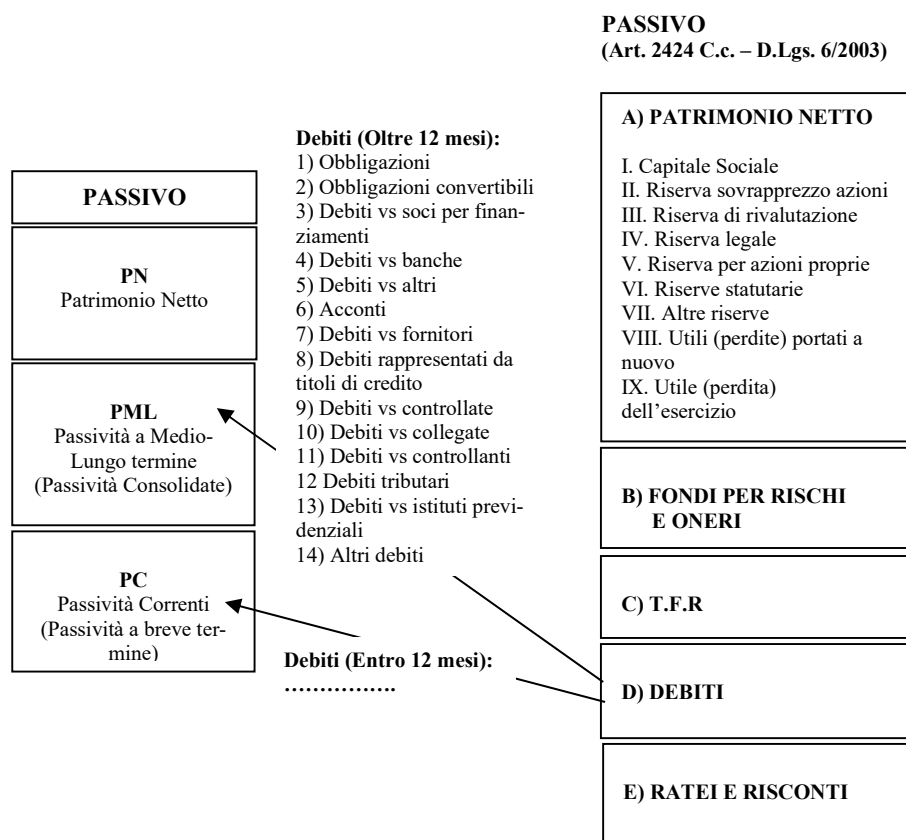 PASSIVO
(Art. 2424 C.c. – D.Lgs. 6/2003)
PASSIVO
PN
Patrimonio Netto
PML
Passività a Medio-
Lungo termine
(Passività Consolidate)
PC
Passività Correnti
(Passività a breve ter-
mine)
Debiti (Oltre 12 mesi):
1) Obbligazioni
2) Obbligazioni convertibili
3) Debiti vs soci per finan-
ziamenti
4) Debiti vs banche
5) Debiti vs altri
6) Acconti
7) Debiti vs fornitori
8) Debiti rappresentati da
titoli di credito
9) Debiti vs controllate
10) Debiti vs collegate
11) Debiti vs controllanti
12 Debiti tributari
13) Debiti vs istituti previ-
denziali
14) Altri debiti
Debiti (Entro 12 mesi):
…………….
A) PATRIMONIO NETTO
I. Capitale Sociale
II. Riserva sovrapprezzo azioni
III. Riserva di rivalutazione
IV. Riserva legale
V. Riserva per azioni proprie
VI. Riserve statutarie
VII. Altre riserve
VIII. Utili (perdite) portati a
nuovo
IX. Utile (perdita)
dell’esercizio
B) FONDI PER RISCHI
E ONERI
C) T.F.R
D) DEBITI
E) RATEI E RISCONTI